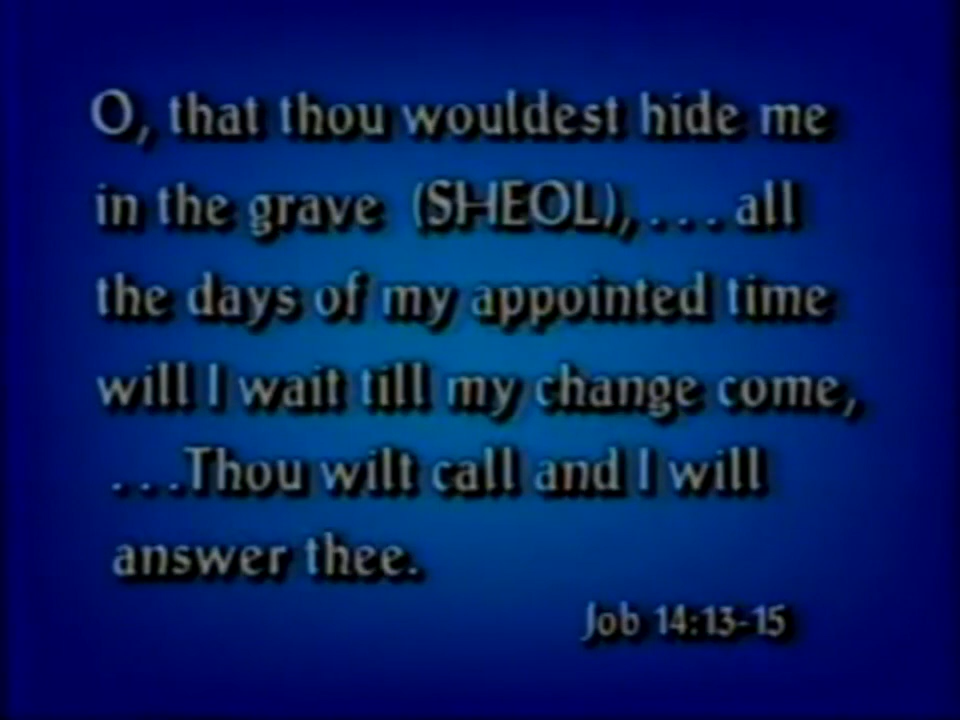 O, that thou wouldest hide me
in the grave (SHEOL), . . . all
the days of my appointed time
will I wait till my change come,
. . .Thou wilt call and I will
answer thee.
Job 14:13-15